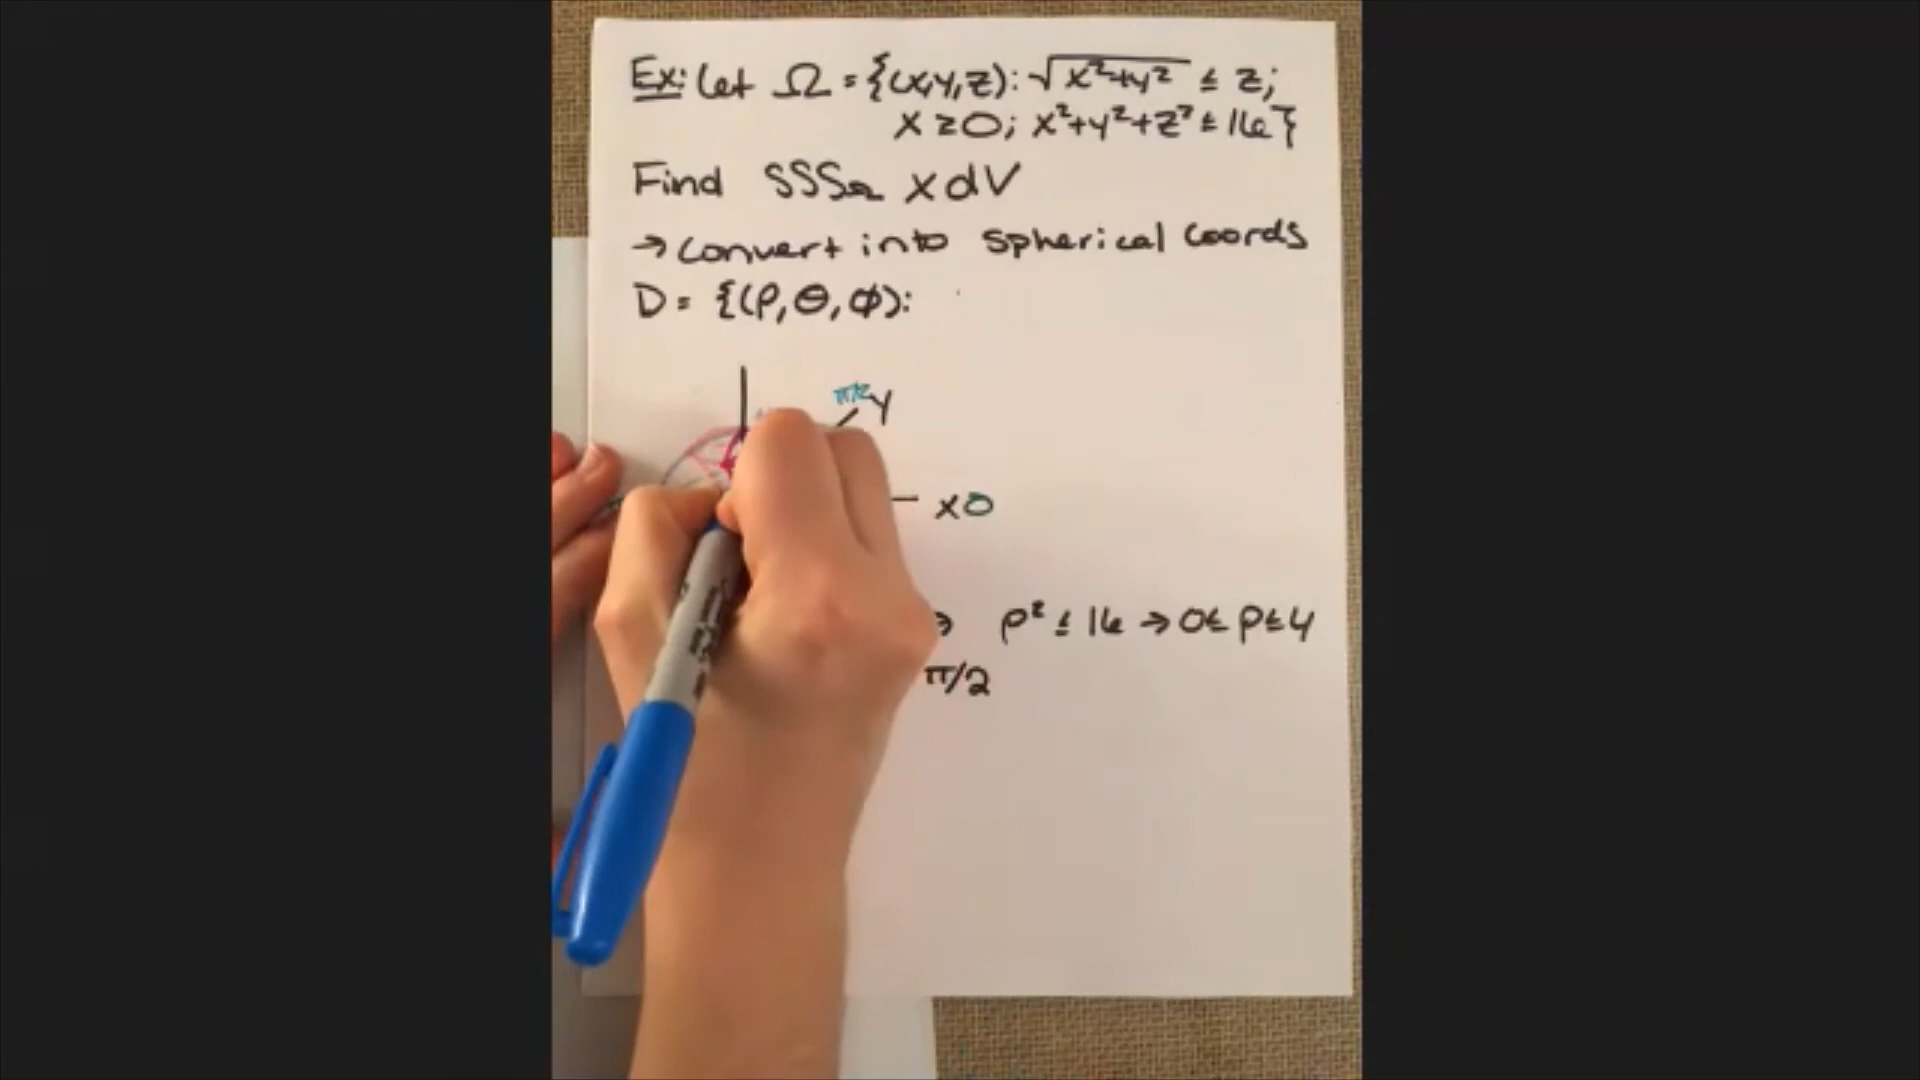 Ex: Let Ω = {(x,y,z): √x²+y² ≤ z;
x ≥0; x²+y²+z² ≤ 16}
Find SSSΩ x dV
→ convert into spherical coords
D = {(ρ,θ,φ):
π/2 y
x 0
ρ² ≤ 16 → 0≤ ρ ≤ 4
π/2